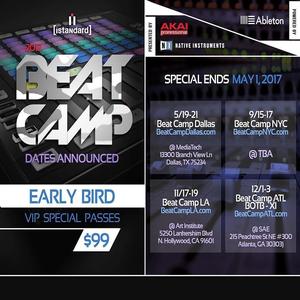 [istandard]
2017
BEAT
CAMP
DATES ANNOUNCED
EARLY BIRD
VIP SPECIAL PASSES
$99
PRESENTED BY
AKAI
professional
NATIVE INSTRUMENTS
POWERED BY
Ableton
SPECIAL ENDS MAY 1, 2017
5/19-21
Beat Camp Dallas
BeatCampDallas.com
@ MediaTech
13300 Branch View Ln
Dallas, TX 75234
9/15-17
Beat Camp NYC
BeatCampNYC.com
@ TBA
11/17-19
Beat Camp LA
BeatCampLA.com
@ Art Institute
5250 Lankershim Blvd
N. Hollywood, CA 91601
12/1-3
Beat Camp ATL
BOTB - XI
BeatCampATL.com
@ SAE
215 Peachtree St NE # 300
Atlanta, GA 30303)